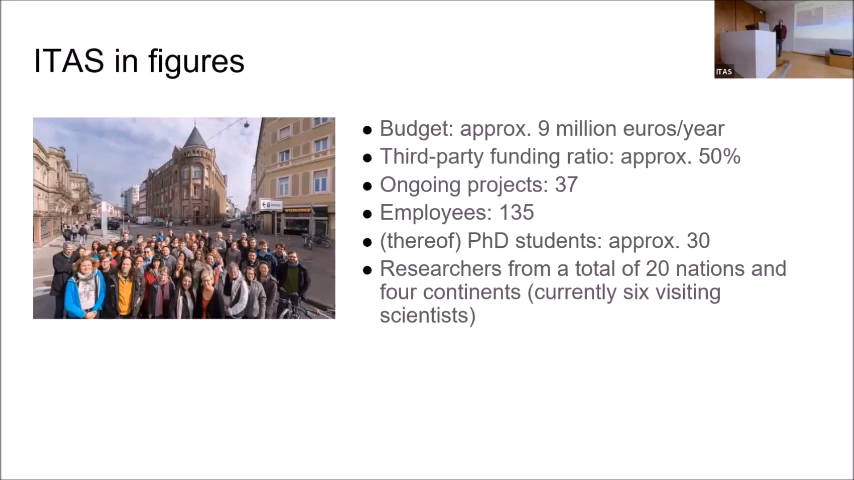 ITAS in figures
ITAS
● Budget: approx. 9 million euros/year
● Third-party funding ratio: approx. 50%
● Ongoing projects: 37
● Employees: 135
● (thereof) PhD students: approx. 30
● Researchers from a total of 20 nations and
four continents (currently six visiting
scientists)